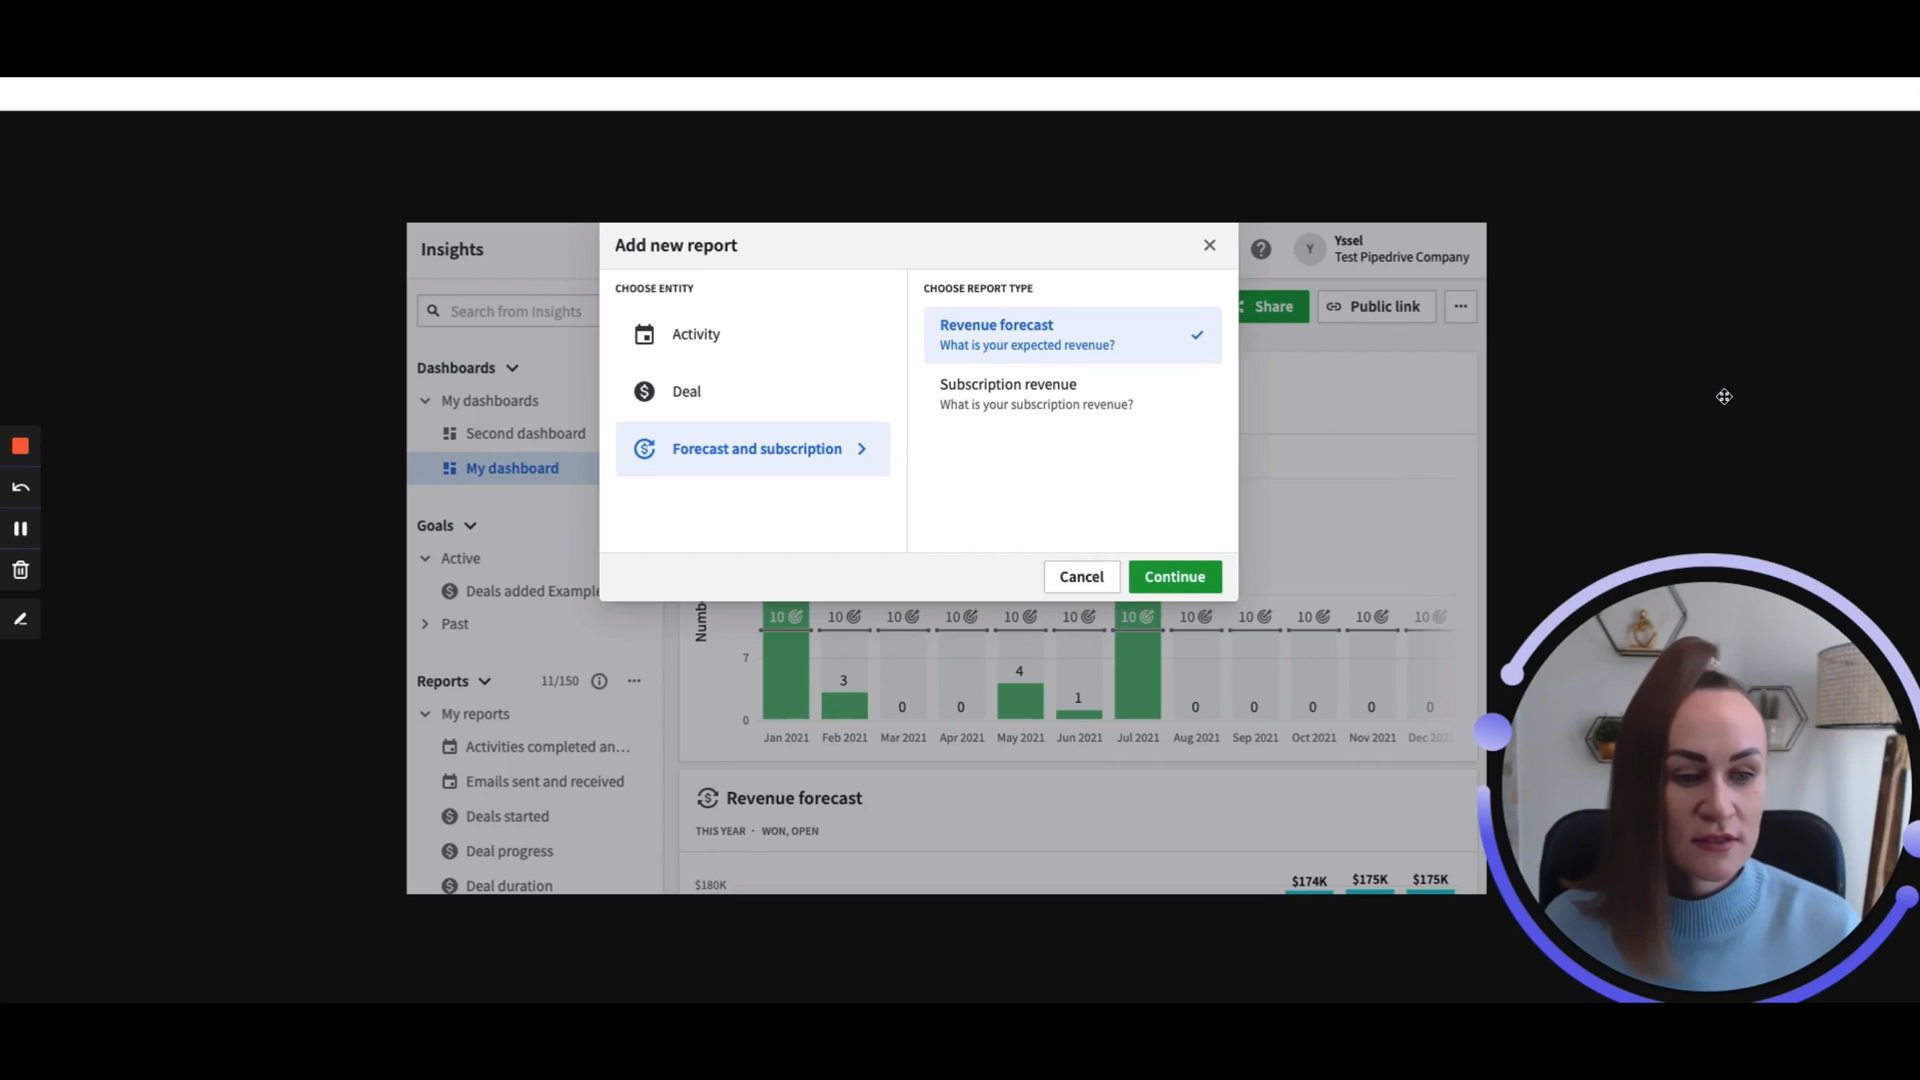 Insights
Search from Insights
Dashboards
My dashboards
Second dashboard
My dashboard
Goals
Active
Deals added Example
Past
Reports 11/150
My reports
Activities completed an...
Emails sent and received
Deals started
Deal progress
Deal duration
Add new report
CHOOSE ENTITY
Activity
Deal
Forecast and subscription
CHOOSE REPORT TYPE
Revenue forecast
What is your expected revenue?
Subscription revenue
What is your subscription revenue?
Cancel Continue
Y Yssel
Test Pipedrive Company
Share Public link
10 10 10 10 10 10 10 10 10 10 10 10
7
3 0 0 4 1 0 0 0 0 0
0
Jan 2021 Feb 2021 Mar 2021 Apr 2021 May 2021 Jun 2021 Jul 2021 Aug 2021 Sep 2021 Oct 2021 Nov 2021 Dec 2021
Revenue forecast
THIS YEAR · WON, OPEN
$180K
$174K $175K $175K